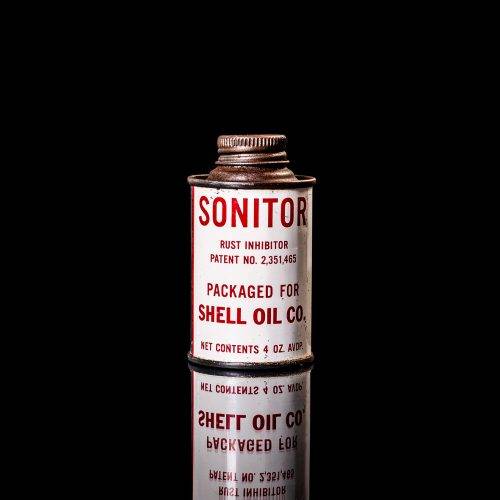 SONITOR
RUST INHIBITOR
PATENT NO. 2,351,465
PACKAGED FOR
SHELL OIL CO.
NET CONTENTS 4 OZ. AVDP.